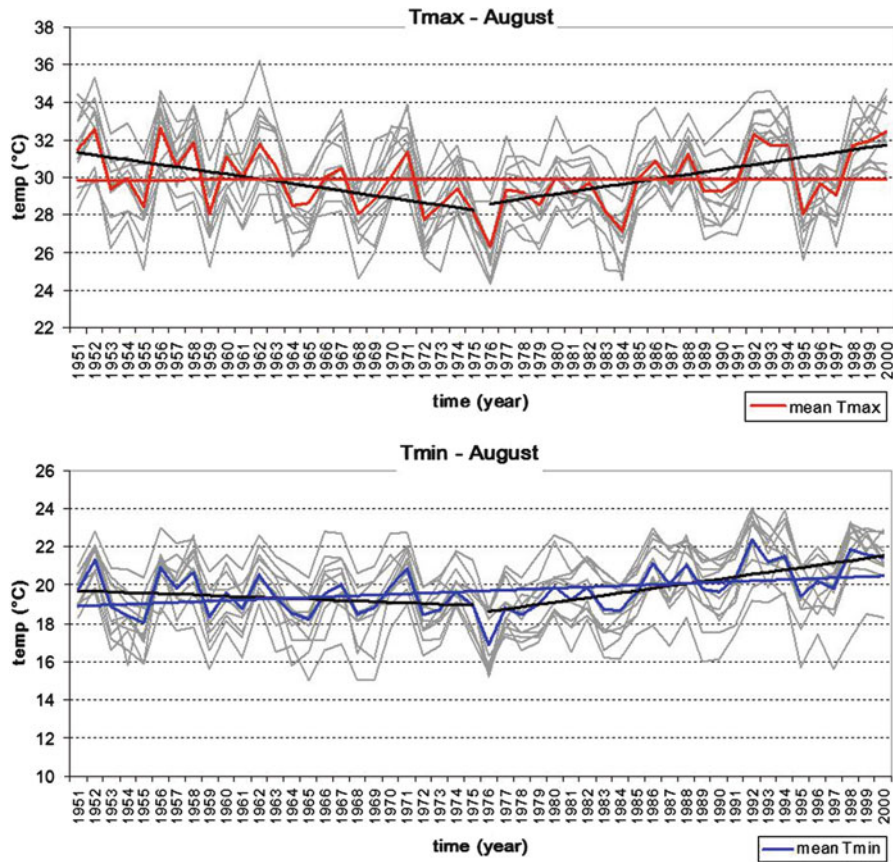 Tmax - August
38
36
34
32
30
28
26
24
22
temp (°C)
1951 1952 1953 1954 1955 1956 1957 1958 1959 1960 1961 1962 1963 1964 1965 1966 1967 1968 1969 1970 1971 1972 1973 1974 1975 1976 1977 1978 1979 1980 1981 1982 1983 1984 1985 1986 1987 1988 1989 1990 1991 1992 1993 1994 1995 1996 1997 1998 1999 2000
time (year)
mean Tmax
Tmin - August
26
24
22
20
18
16
14
12
10
temp (°C)
1951 1952 1953 1954 1955 1956 1957 1958 1959 1960 1961 1962 1963 1964 1965 1966 1967 1968 1969 1970 1971 1972 1973 1974 1975 1976 1977 1978 1979 1980 1981 1982 1983 1984 1985 1986 1987 1988 1989 1990 1991 1992 1993 1994 1995 1996 1997 1998 1999 2000
time (year)
mean Tmin